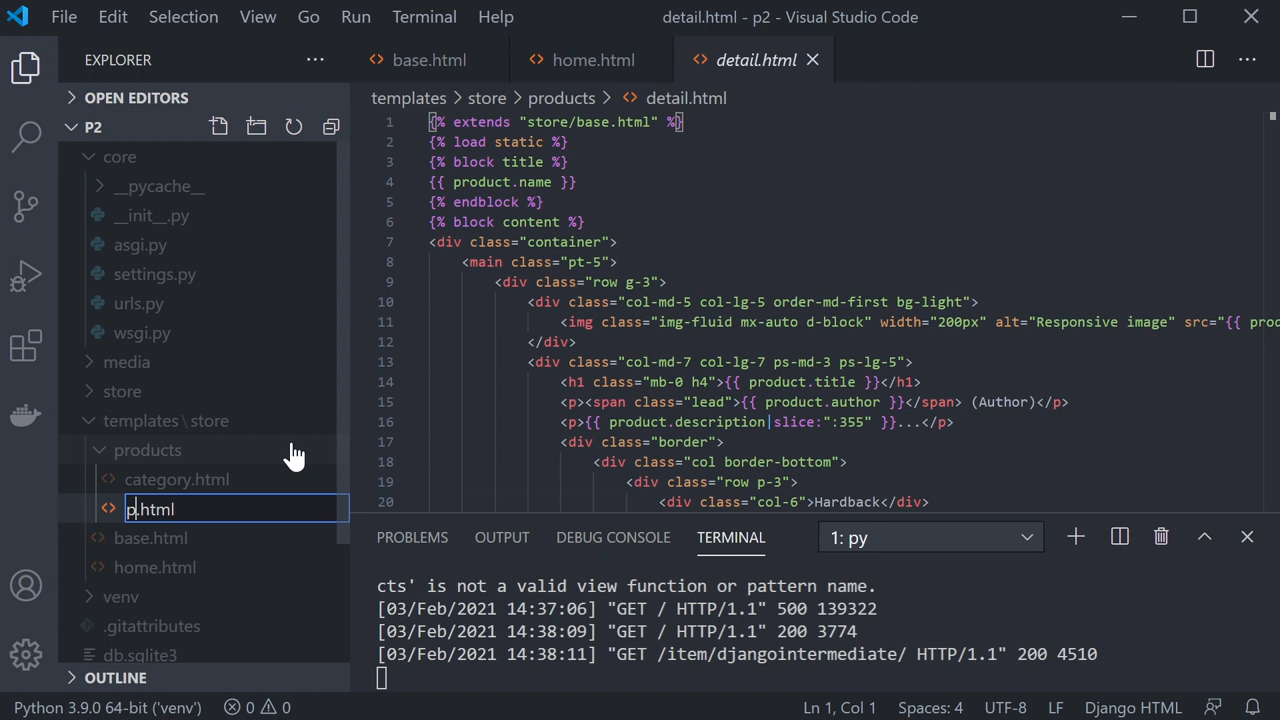 File Edit Selection View Go Run Terminal Help
detail.html - p2 - Visual Studio Code
EXPLORER
OPEN EDITORS
P2
core
__pycache__
__init__.py
asgi.py
settings.py
urls.py
wsgi.py
media
store
templates \ store
products
category.html
p.html
base.html
home.html
venv
.gitattributes
db.sqlite3
OUTLINE
base.html home.html detail.html
templates > store > products > detail.html
1 {% extends "store/base.html" %}
2 {% load static %}
3 {% block title %}
4 {{ product.name }}
5 {% endblock %}
6 {% block content %}
7 <div class="container">
8 <main class="pt-5">
9 <div class="row g-3">
10 <div class="col-md-5 col-lg-5 order-md-first bg-light">
11 <img class="img-fluid mx-auto d-block" width="200px" alt="Responsive image" src="{{ prod
12 </div>
13 <div class="col-md-7 col-lg-7 ps-md-3 ps-lg-5">
14 <h1 class="mb-0 h4">{{ product.title }}</h1>
15 <p><span class="lead">{{ product.author }}</span> (Author)</p>
16 <p>{{ product.description|slice:":355" }}...</p>
17 <div class="border">
18 <div class="col border-bottom">
19 <div class="row p-3">
20 <div class="col-6">Hardback</div>
PROBLEMS OUTPUT DEBUG CONSOLE TERMINAL 1: py
cts' is not a valid view function or pattern name.
[03/Feb/2021 14:37:06] "GET / HTTP/1.1" 500 139322
[03/Feb/2021 14:38:09] "GET / HTTP/1.1" 200 3774
[03/Feb/2021 14:38:11] "GET /item/djangointermediate/ HTTP/1.1" 200 4510
Python 3.9.0 64-bit ('venv') 0 0 Ln 1, Col 1 Spaces: 4 UTF-8 LF Django HTML